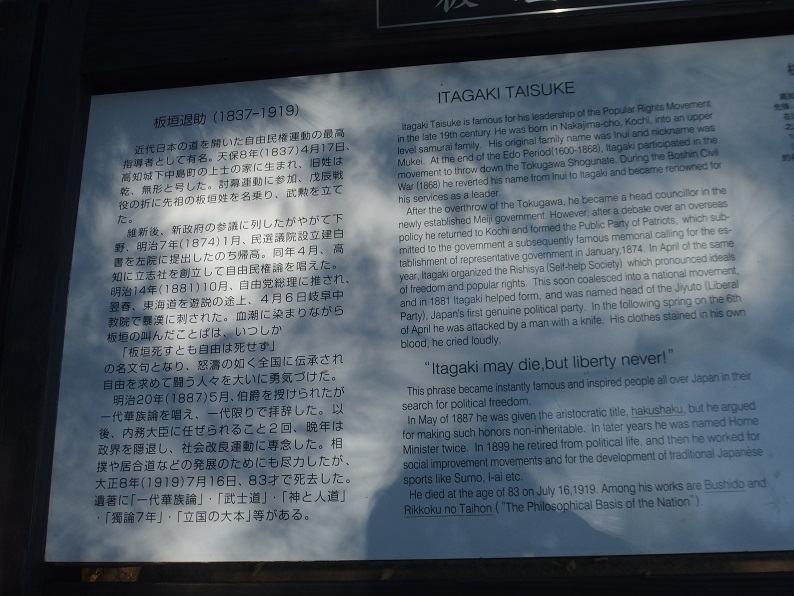 板垣退助 (1837-1919)
近代日本の道を開いた自由民権運動の最高
指導者として有名。天保8年(1837)4月17日、
高知城下中島町の上士の家に生まれ、旧姓は
乾、無形と号した。討幕運動に参加、戊辰戦
役の折に先祖の板垣姓を名乗り、武勲を立て
た。
維新後、新政府の参議に列したがやがて下
野、明治7年(1874)1月、民選議院設立建白
書を左院に提出したのち帰高。同年4月、高
知に立志社を創立して自由民権論を唱えた。
明治14年(1881)10月、自由党総理に推され、
翌春、東海道を遊説の途上、4月6日岐阜中
教院で暴漢に刺された。血潮に染まりながら
板垣の叫んだことばは、いつしか
「板垣死すとも自由は死せず」
の名文句となり、怒濤の如く全国に伝承され
自由を求めて闘う人々を大いに勇気づけた。
明治20年(1887)5月、伯爵を授けられたが
一代華族論を唱え、一代限りで拝辞した。以
後、内務大臣に任ぜられること2回、晩年は
政界を隠退し、社会改良運動に専念した。相
撲や居合道などの発展のためにも尽力したが、
大正8年(1919)7月16日、83才で死去した。
遺著に「一代華族論」・「武士道」・「神と人道」
・「獨論7年」・「立国の大本」等がある。
ITAGAKI TAISUKE
Itagaki Taisuke is famous for his leadership of the Popular Rights Movement
in the late 19th century. He was born in Nakajima-cho, Kochi, into an upper
level samurai family. His original family name was Inui and nickname was
Mukei. At the end of the Edo Period(1600-1868), Itagaki participated in the
movement to throw down the Tokugawa Shogunate. During the Boshin Civil
War (1868) he reverted his name from Inui to Itagaki and became renowned for
his services as a leader.
After the overthrow of the Tokugawa, he became a head councillor in the
newly established Meiji government. However, after a debate over an overseas
policy he returned to Kochi and formed the Public Party of Patriots, which sub-
mitted to the government a subsequently famous memorial calling for the es-
tablishment of representative government in January,1874. In April of the same
year, Itagaki organized the Rishisya (Self-help Society) which pronounced ideals
of freedom and popular rights. This soon coalesced into a national movement,
and in 1881 Itagaki helped form, and was named head of the Jiyuto (Liberal
Party), Japan's first genuine political party. In the following spring on the 6th
of April he was attacked by a man with a knife. His clothes stained in his own
blood, he cried loudly,
"Itagaki may die,but liberty never!"
This phrase became instantly famous and inspired people all over Japan in their
search for political freedom.
In May of 1887 he was given the aristocratic title, hakushaku, but he argued
for making such honors non-inheritable. In later years he was named Home
Minister twice. In 1899 he retired from political life, and then he worked for
social improvement movements and for the development of traditional Japanese
sports like Sumo, I-ai etc.
He died at the age of 83 on July 16,1919. Among his works are Bushido and
Rikkoku no Taihon ( "The Philosophical Basis of the Nation").